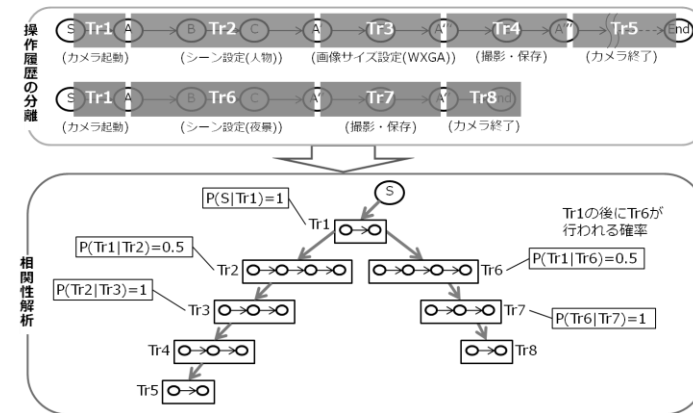 操作履歴の分離
S Tr1 A B Tr2 C A' Tr3 A'' Tr4 A''' Tr5 End
(カメラ起動) (シーン設定(人物)) (画像サイズ設定(WXGA)) (撮影・保存) (カメラ終了)
S Tr1 A B Tr6 C A' Tr7 A'' Tr8 End
(カメラ起動) (シーン設定(夜景)) (撮影・保存) (カメラ終了)
相関性解析
S
P(S|Tr1)=1
Tr1
Tr1の後にTr6が
行われる確率
P(Tr1|Tr2)=0.5
Tr2
Tr6
P(Tr1|Tr6)=0.5
P(Tr2|Tr3)=1
Tr3
Tr7
P(Tr6|Tr7)=1
Tr4
Tr8
Tr5